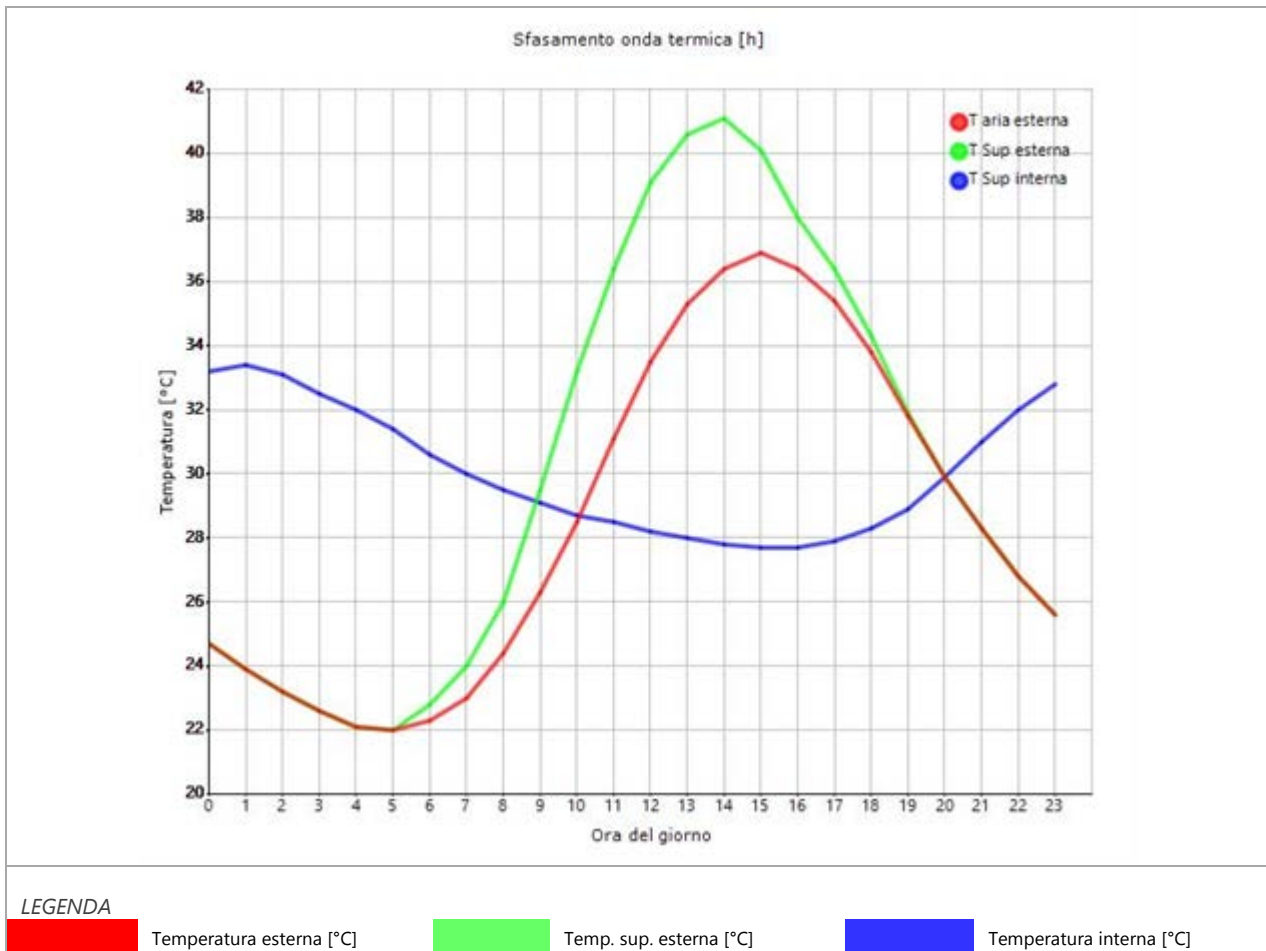 Sfasamento onda termica [h]
42
40
38
36
34
32
30
28
26
24
22
20
Temperatura [°C]
T aria esterna
T Sup esterna
T Sup interna
0 1 2 3 4 5 6 7 8 9 10 11 12 13 14 15 16 17 18 19 20 21 22 23
Ora del giorno
LEGENDA
Temperatura esterna [°C] Temp. sup. esterna [°C] Temperatura interna [°C]